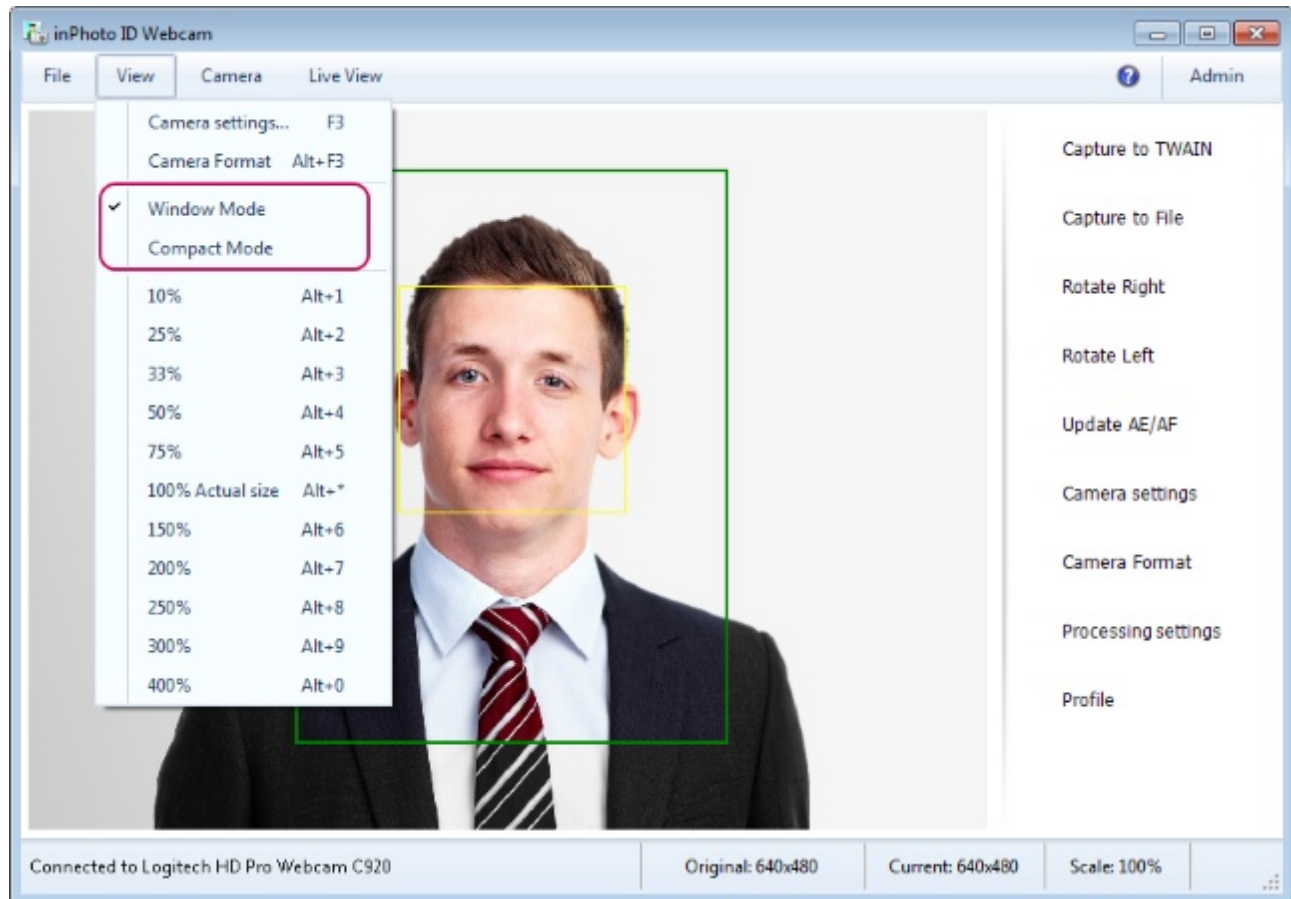 inPhoto ID Webcam
File View Camera Live View ? Admin
Camera settings... F3
Camera Format Alt+F3
Window Mode
Compact Mode
10% Alt+1
25% Alt+2
33% Alt+3
50% Alt+4
75% Alt+5
100% Actual size Alt+*
150% Alt+6
200% Alt+7
250% Alt+8
300% Alt+9
400% Alt+0
Capture to TWAIN
Capture to File
Rotate Right
Rotate Left
Update AE/AF
Camera settings
Camera Format
Processing settings
Profile
Connected to Logitech HD Pro Webcam C920 Original: 640x480 Current: 640x480 Scale: 100%